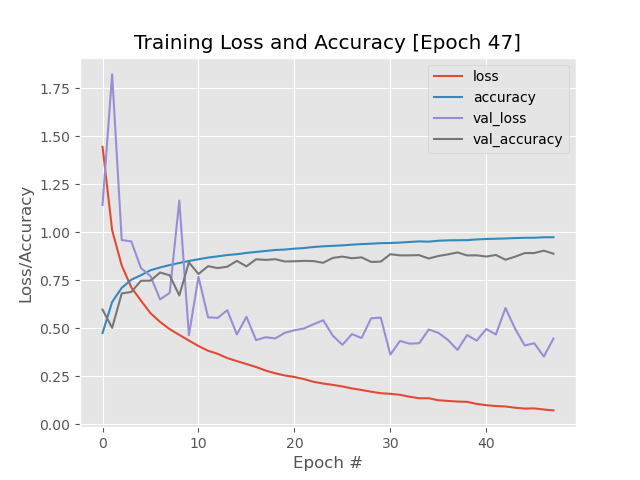 Training Loss and Accuracy [Epoch 47]
loss
accuracy
val_loss
val_accuracy
1.75
1.50
1.25
1.00
0.75
0.50
0.25
0.00
Loss/Accuracy
0 10 20 30 40
Epoch #